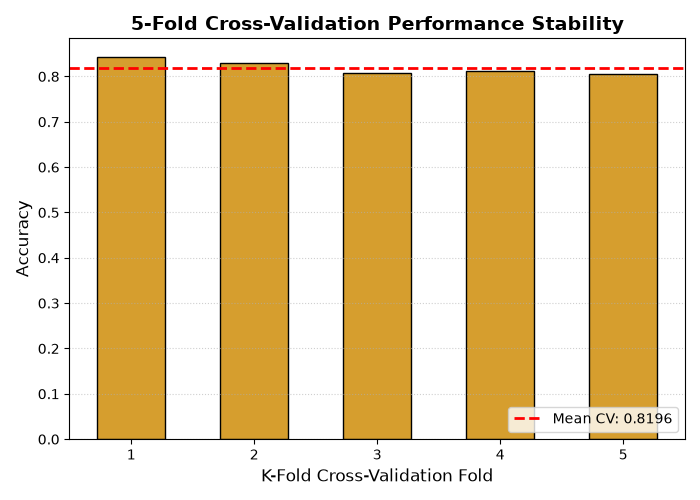 5-Fold Cross-Validation Performance Stability
Accuracy
0.8
0.7
0.6
0.5
0.4
0.3
0.2
0.1
0.0
Mean CV: 0.8196
1 2 3 4 5
K-Fold Cross-Validation Fold